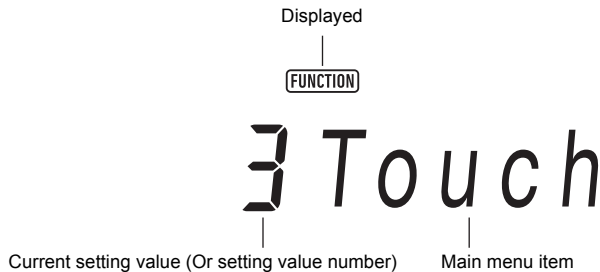 Displayed
FUNCTION
3 Touch
Current setting value (Or setting value number) Main menu item